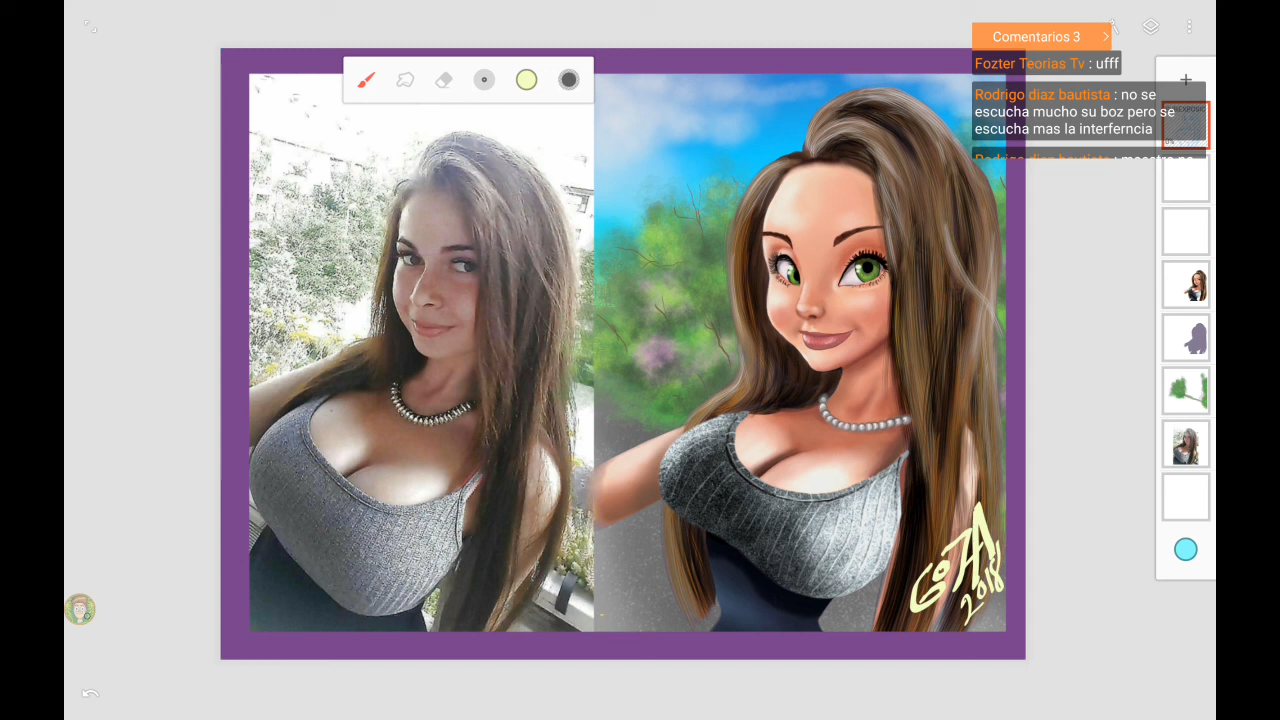 Comentarios 3
Fozter Teorias Tv : ufff
Rodrigo diaz bautista : no se
escucha mucho su boz pero se
escucha mas la interferncia
GOZA
2018